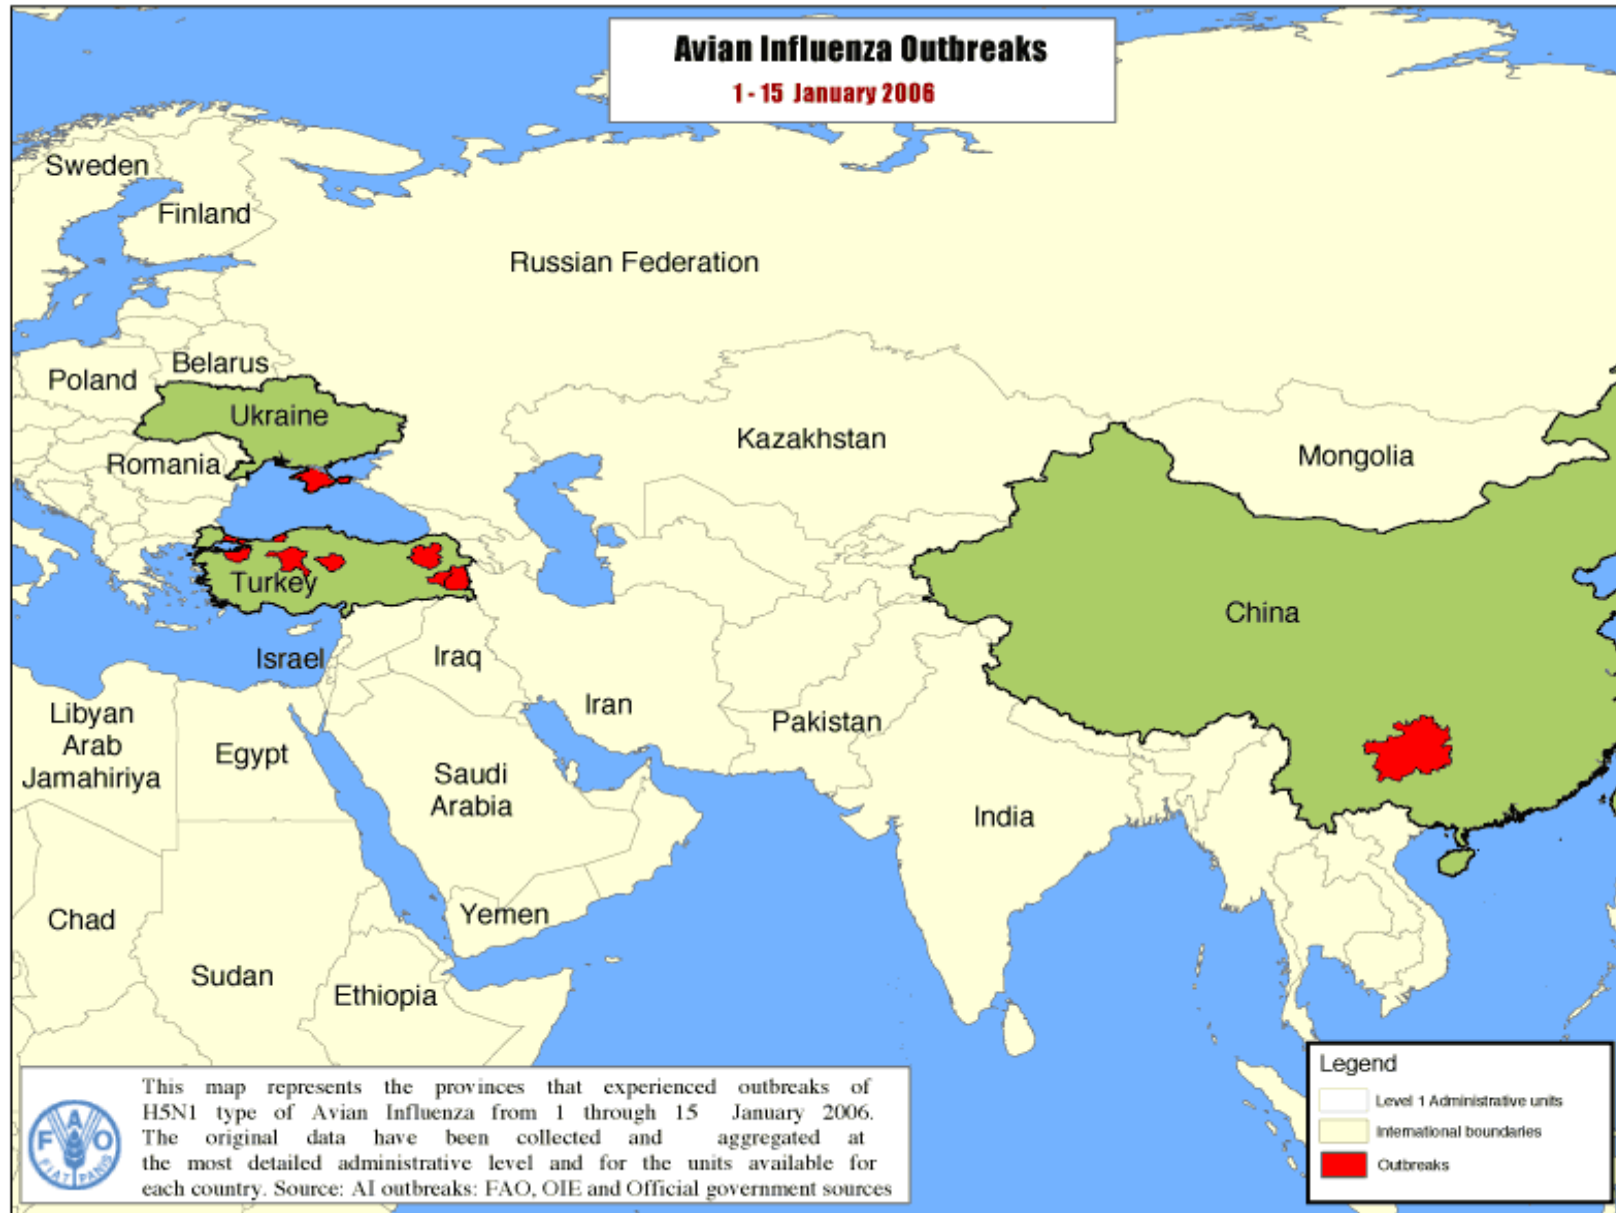 Avian Influenza Outbreaks
1 - 15 January 2006
Sweden
Finland
Russian Federation
Belarus
Poland
Ukraine
Kazakhstan
Romania
Mongolia
Turkey
China
Israel
Iraq
Iran
Pakistan
Libyan
Arab
Jamahiriya
Egypt
Saudi
Arabia
India
Yemen
Chad
Sudan
Ethiopia
Legend
Level 1 Administrative units
International boundaries
Outbreaks
F A O
FIAT PANIS
This map represents the provinces that experienced outbreaks of
H5N1 type of Avian Influenza from 1 through 15 January 2006.
The original data have been collected and aggregated at
the most detailed administrative level and for the units available for
each country. Source: AI outbreaks: FAO, OIE and Official government sources